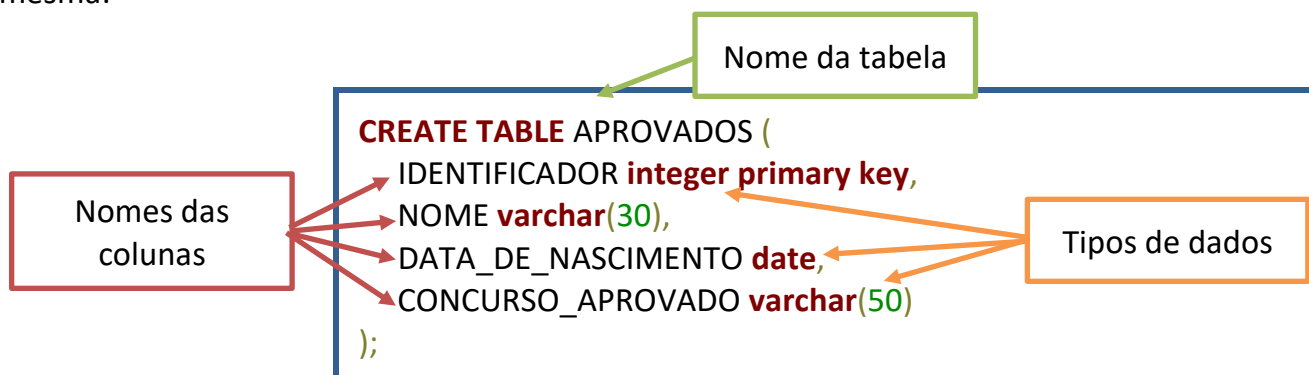 mesma:
Nome da tabela
CREATE TABLE APROVADOS (
IDENTIFICADOR integer primary key,
NOME varchar(30),
DATA_DE_NASCIMENTO date,
CONCURSO_APROVADO varchar(50)
);
Nomes das
colunas
Tipos de dados